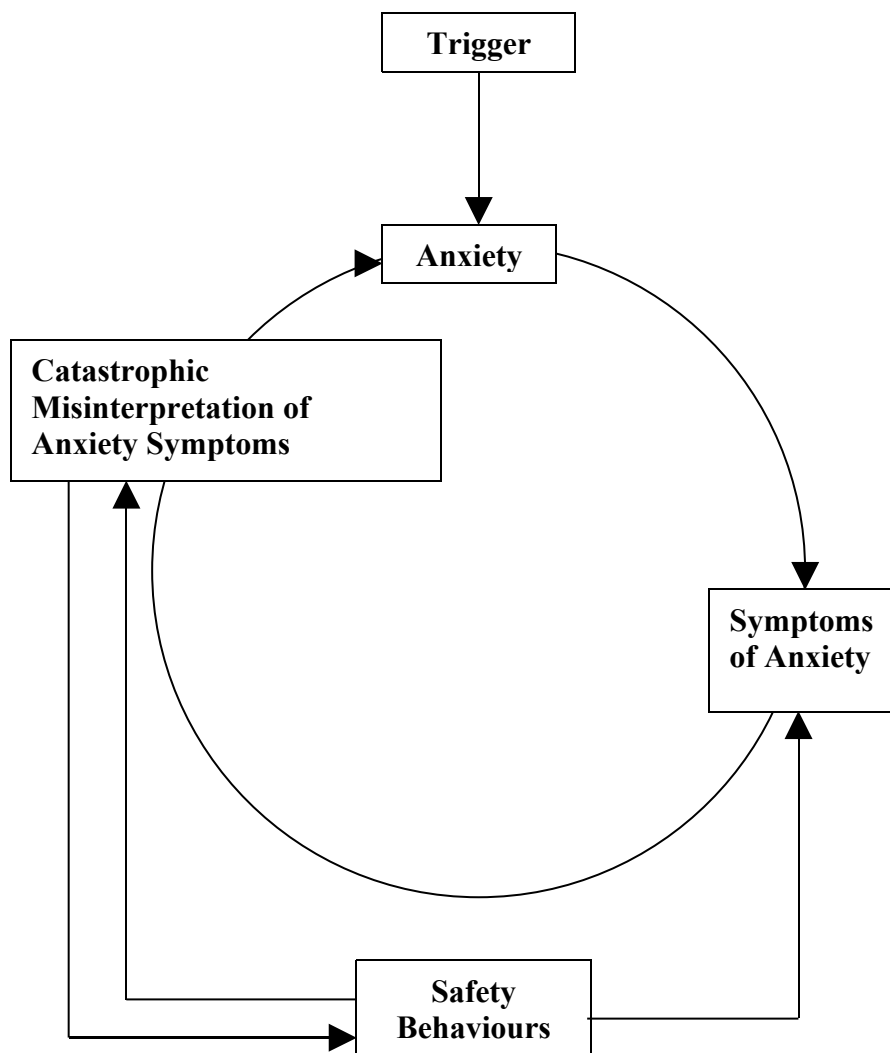 Trigger
Anxiety
Catastrophic
Misinterpretation of
Anxiety Symptoms
Symptoms
of Anxiety
Safety
Behaviours